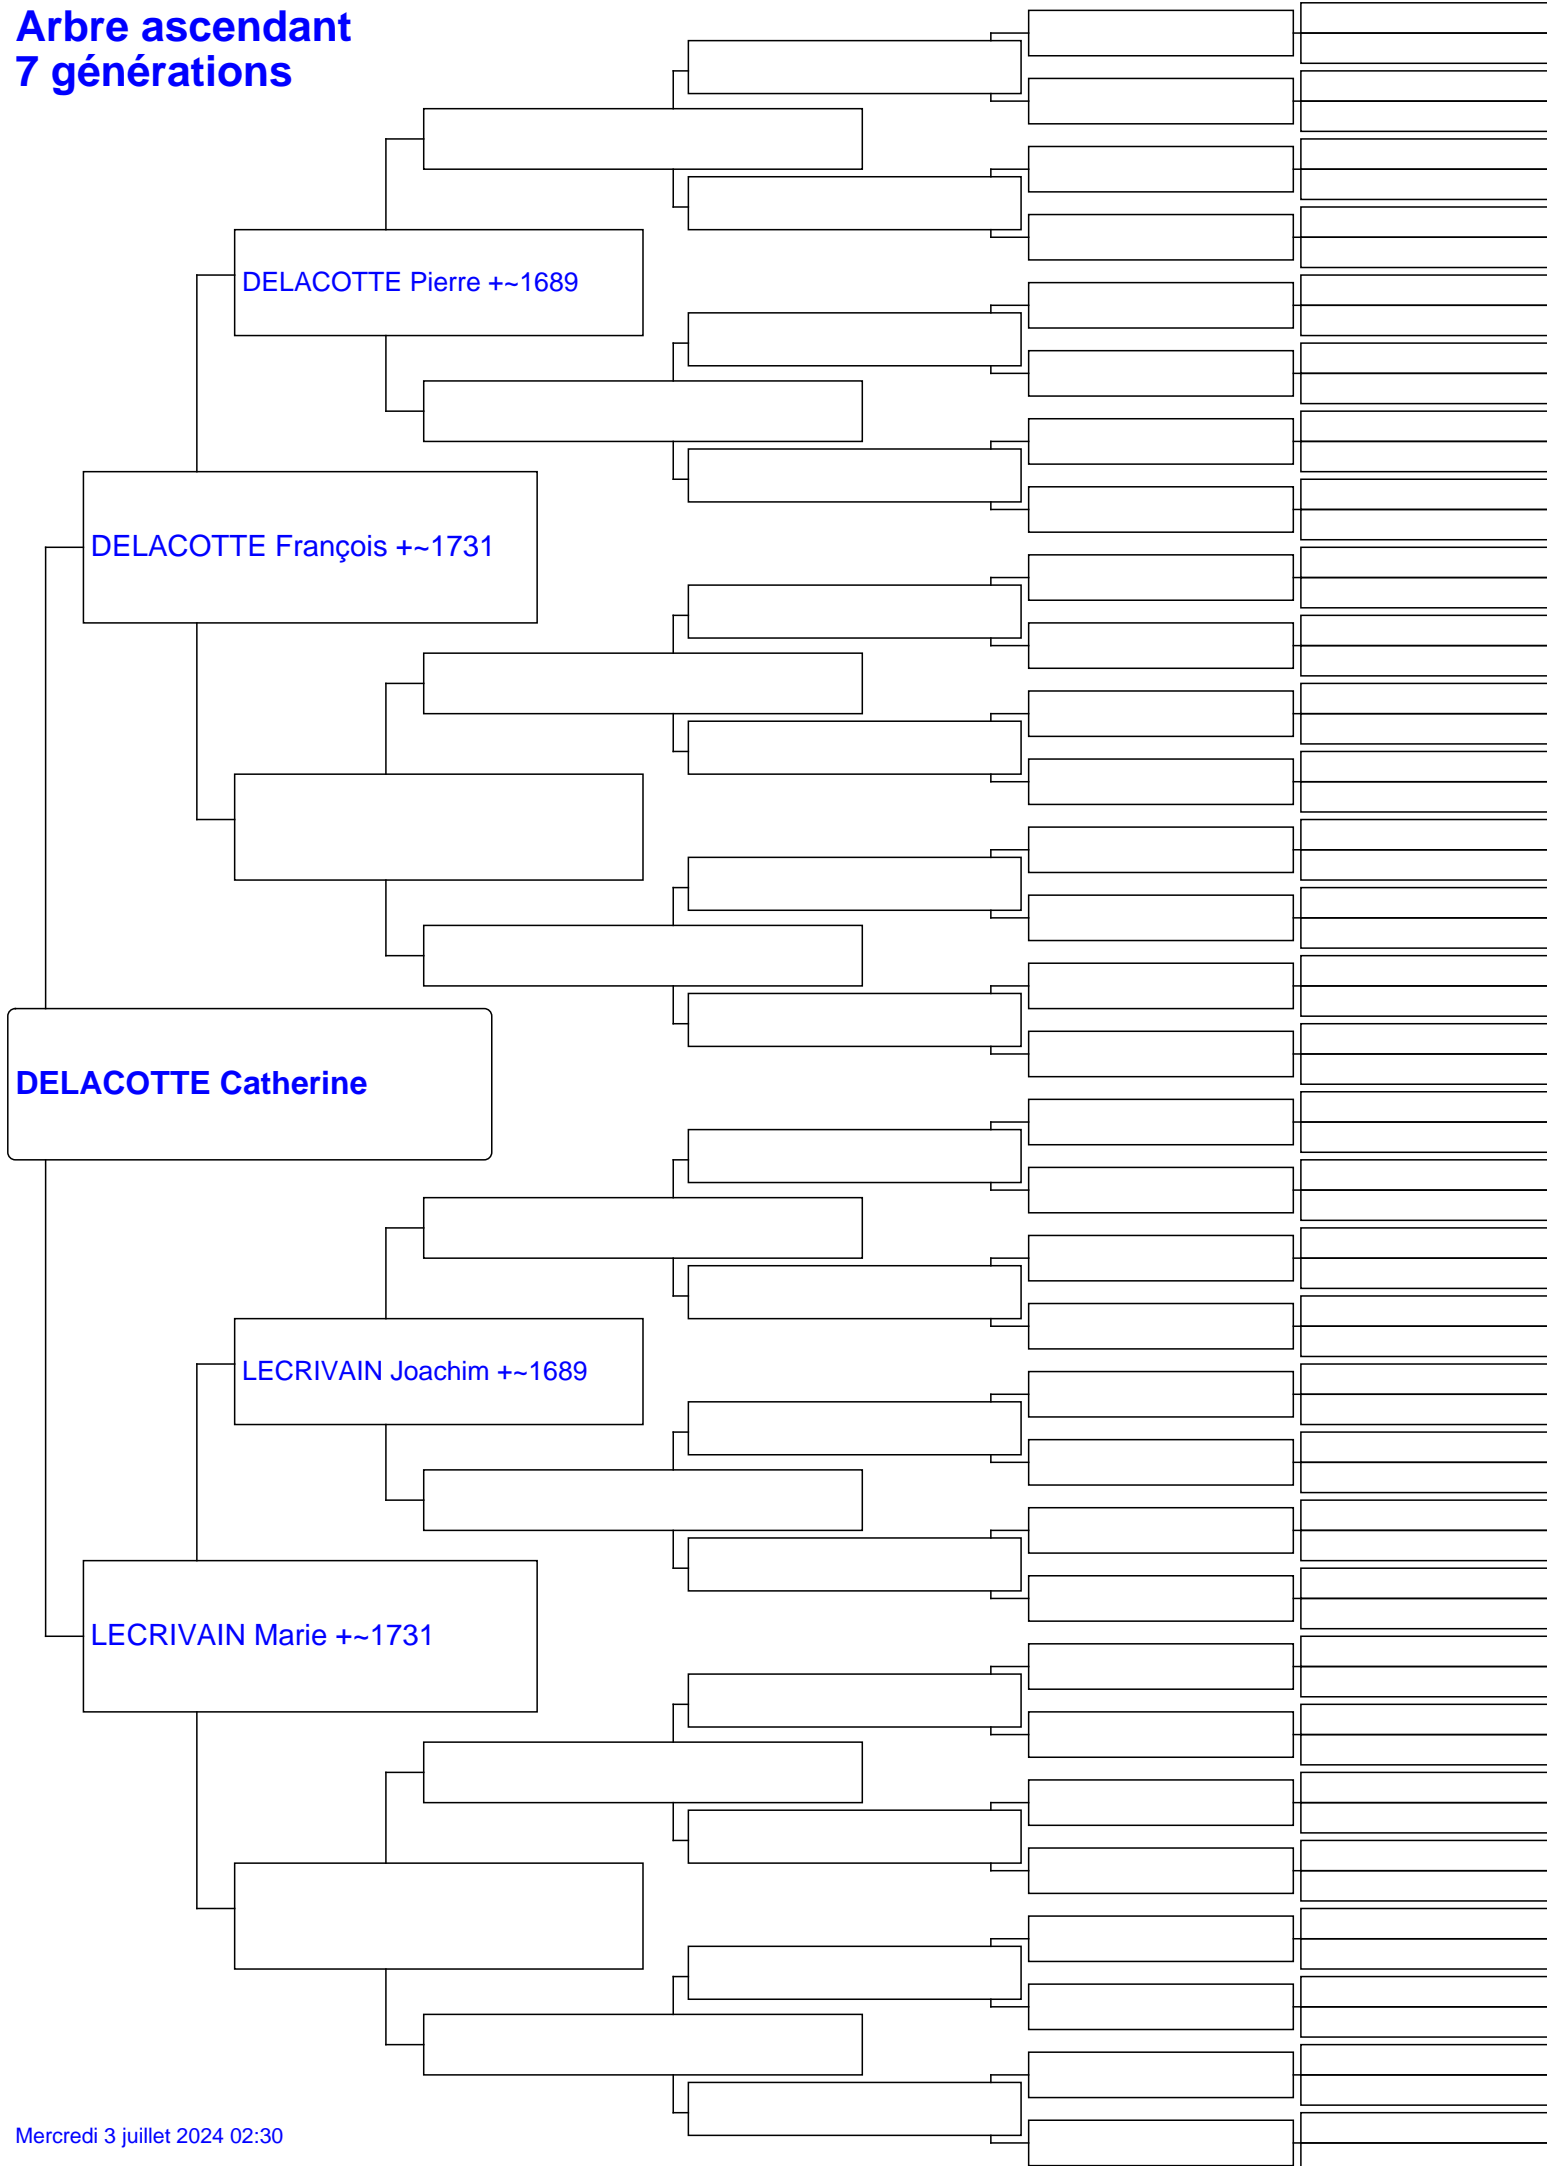 Arbre ascendant
7 générations
DELACOTTE Pierre +~1689
DELACOTTE François +~1731
DELACOTTE Catherine
LECRIVAIN Joachim +~1689
LECRIVAIN Marie +~1731
Mercredi 3 juillet 2024 02:30